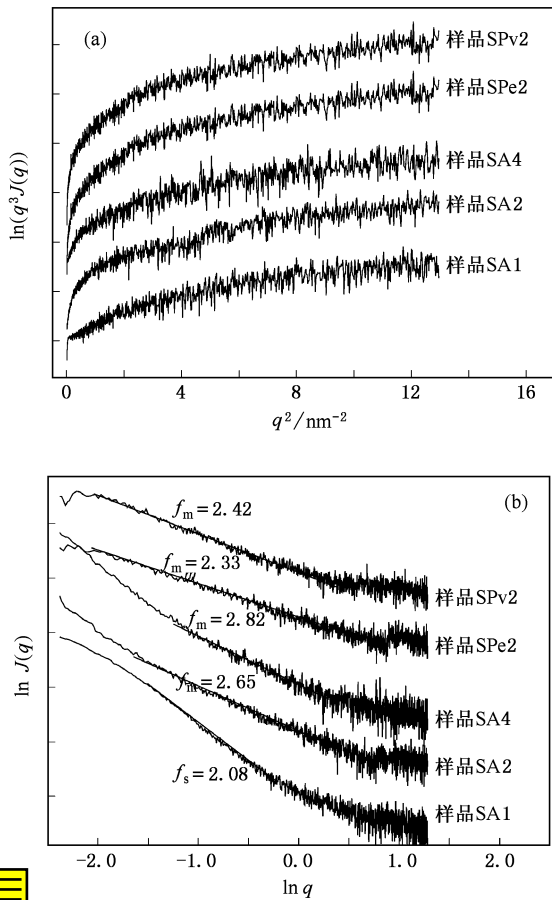 (a)
样品SPv2
样品SPe2
样品SA4
样品SA2
样品SA1
ln(q³J(q))
0 4 8 12 16
q²/nm⁻²
(b)
fₘ=2.42
fₘ=2.33
fₘ=2.82
fₘ=2.65
fₛ=2.08
样品SPv2
样品SPe2
样品SA4
样品SA2
样品SA1
ln J(q)
-2.0 -1.0 0.0 1.0 2.0
ln q